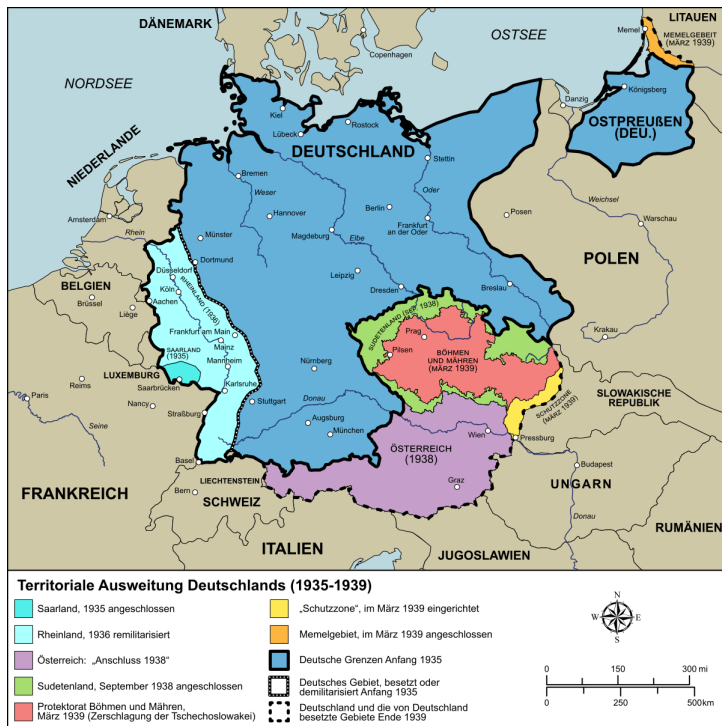 DÄNEMARK
Copenhagen
OSTSEE
LITAUEN
Memel
MEMELGEBEIT
(MÄRZ 1939)
NORDSEE
Königsberg
Danzig
OSTPREUßEN
(DEU.)
Kiel
Rostock
Lübeck
DEUTSCHLAND
Stettin
NIEDERLANDE
Bremen
Weser
Oder
Weichsel
Amsterdam
Hannover
Berlin
Posen
Warschau
Rhein
Münster
Magdeburg
Elbe
Frankfurt
an der Oder
POLEN
Dortmund
Düsseldorf
Leipzig
Dresden
Breslau
BELGIEN
Brüssel
Köln
RHEINLAND (1936)
Aachen
Liège
SUDETENLAND (SEP. 1938)
Frankfurt am Main
Prag
Krakau
Mainz
SAARLAND
(1935)
Pilsen
BÖHMEN
UND MÄHREN
(MÄRZ 1939)
Mannheim
Nürnberg
LUXEMBURG
Saarbrücken
Reims
Karlsruhe
SLOWAKISCHE
REPUBLIK
SCHUTZZONE
(MÄRZ 1939)
Paris
Nancy
Stuttgart
Donau
Straßburg
Seine
Augsburg
München
Wien
Pressburg
ÖSTERREICH
(1938)
Basel
Budapest
LIECHTENSTEIN
Graz
UNGARN
FRANKREICH
Bern
SCHWEIZ
Donau
RUMÄNIEN
ITALIEN
JUGOSLAWIEN
Territoriale Ausweitung Deutschlands (1935-1939)
Saarland, 1935 angeschlossen
Rheinland, 1936 remilitarisiert
Österreich: „Anschluss 1938“
Sudetenland, September 1938 angeschlossen
Protektorat Böhmen und Mähren,
März 1939 (Zerschlagung der Tschechoslowakei)
„Schutzzone“, im März 1939 eingerichtet
Memelgebiet, im März 1939 angeschlossen
Deutsche Grenzen Anfang 1935
Deutsches Gebiet, besetzt oder
demilitarisiert Anfang 1935
Deutschland und die von Deutschland
besetzte Gebiete Ende 1939
N
W
E
S
0
150
300 mi
0
250
500km